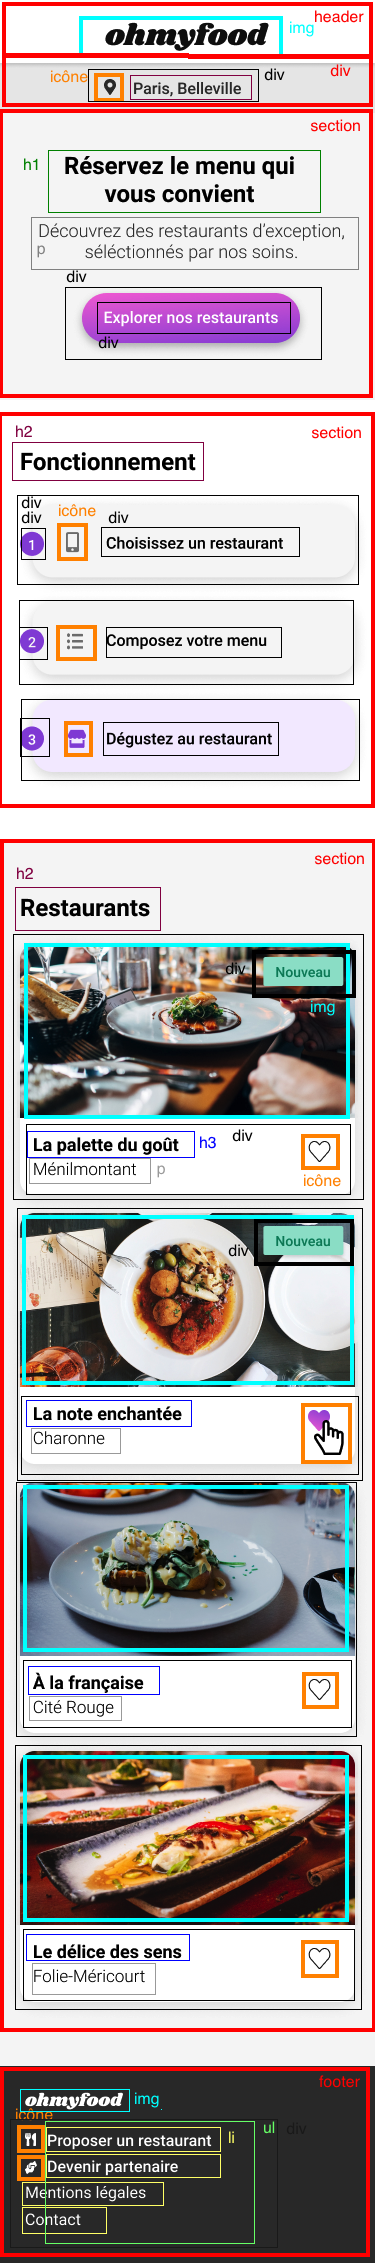 header
ohmyfood
img
icône
Paris, Belleville
div
div
section
h1
Réservez le menu qui
vous convient
Découvrez des restaurants d'exception,
p
séléctionnés par nos soins.
div
Explorer nos restaurants
div
h2
section
Fonctionnement
div
div
icône
div
1
Choisissez un restaurant
2
Composez votre menu
3
Dégustez au restaurant
section
h2
Restaurants
div
Nouveau
img
La palette du goût
h3
div
Ménilmontant
p
icône
div
Nouveau
La note enchantée
Charonne
À la française
Cité Rouge
Le délice des sens
Folie-Méricourt
footer
ohmyfood
img
icône
ul
div
Proposer un restaurant
li
Devenir partenaire
Mentions légales
Contact